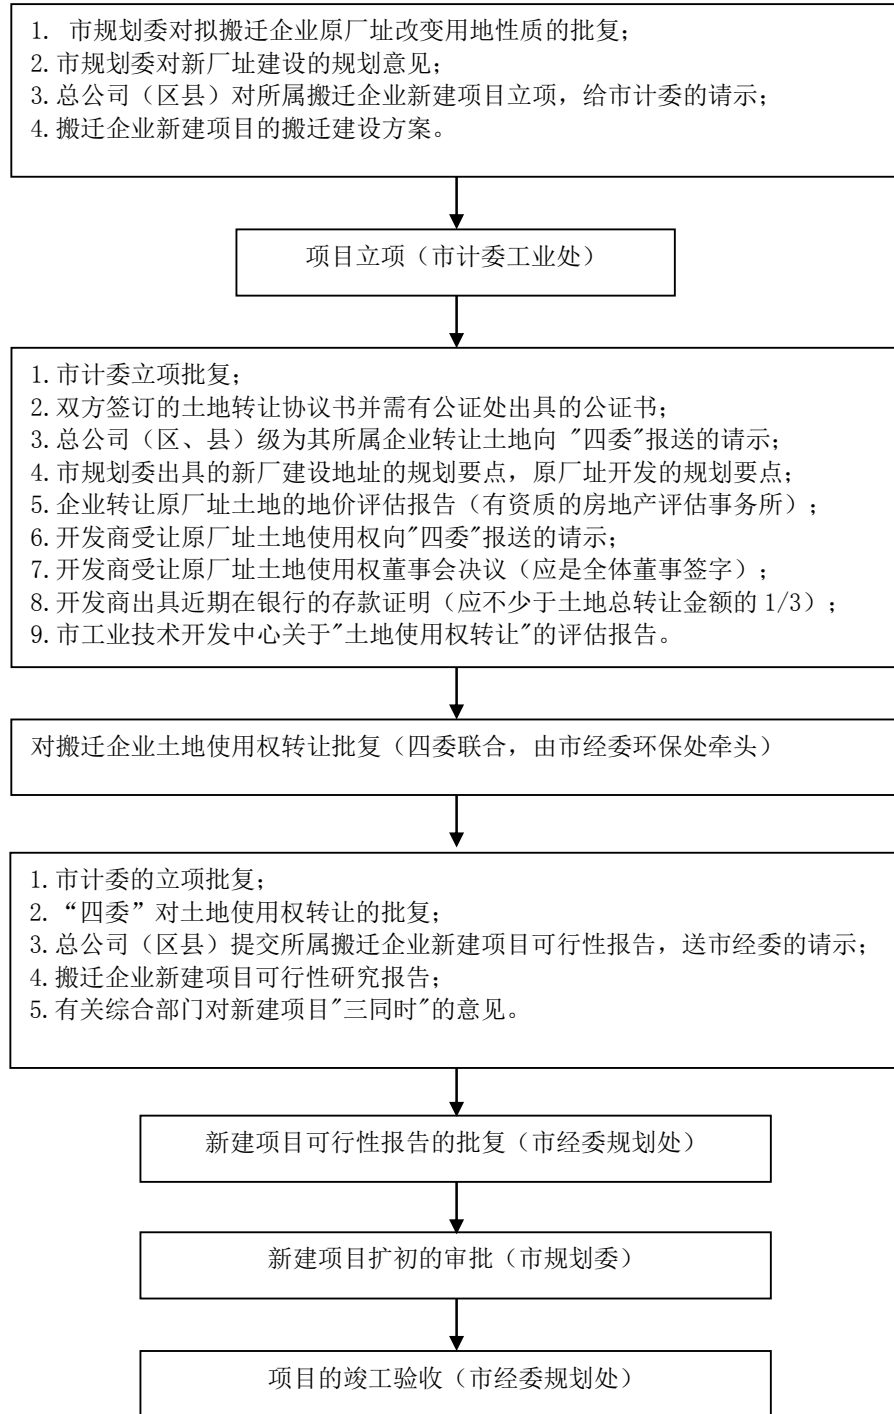 1. 市规划委对拟搬迁企业原厂址改变用地性质的批复；
2.市规划委对新厂址建设的规划意见；
3.总公司（区县）对所属搬迁企业新建项目立项，给市计委的请示；
4.搬迁企业新建项目的搬迁建设方案。
项目立项（市计委工业处）
1.市计委立项批复；
2.双方签订的土地转让协议书并需有公证处出具的公证书；
3.总公司（区、县）级为其所属企业转让土地向 "四委"报送的请示；
4.市规划委出具的新厂建设地址的规划要点，原厂址开发的规划要点；
5.企业转让原厂址土地的地价评估报告（有资质的房地产评估事务所）；
6.开发商受让原厂址土地使用权向"四委"报送的请示；
7.开发商受让原厂址土地使用权董事会决议（应是全体董事签字）；
8.开发商出具近期在银行的存款证明（应不少于土地总转让金额的 1/3）；
9.市工业技术开发中心关于"土地使用权转让"的评估报告。
对搬迁企业土地使用权转让批复（四委联合，由市经委环保处牵头）
1.市计委的立项批复；
2.“四委”对土地使用权转让的批复；
3.总公司（区县）提交所属搬迁企业新建项目可行性报告，送市经委的请示；
4.搬迁企业新建项目可行性研究报告；
5.有关综合部门对新建项目"三同时"的意见。
新建项目可行性报告的批复（市经委规划处）
新建项目扩初的审批（市规划委）
项目的竣工验收（市经委规划处）